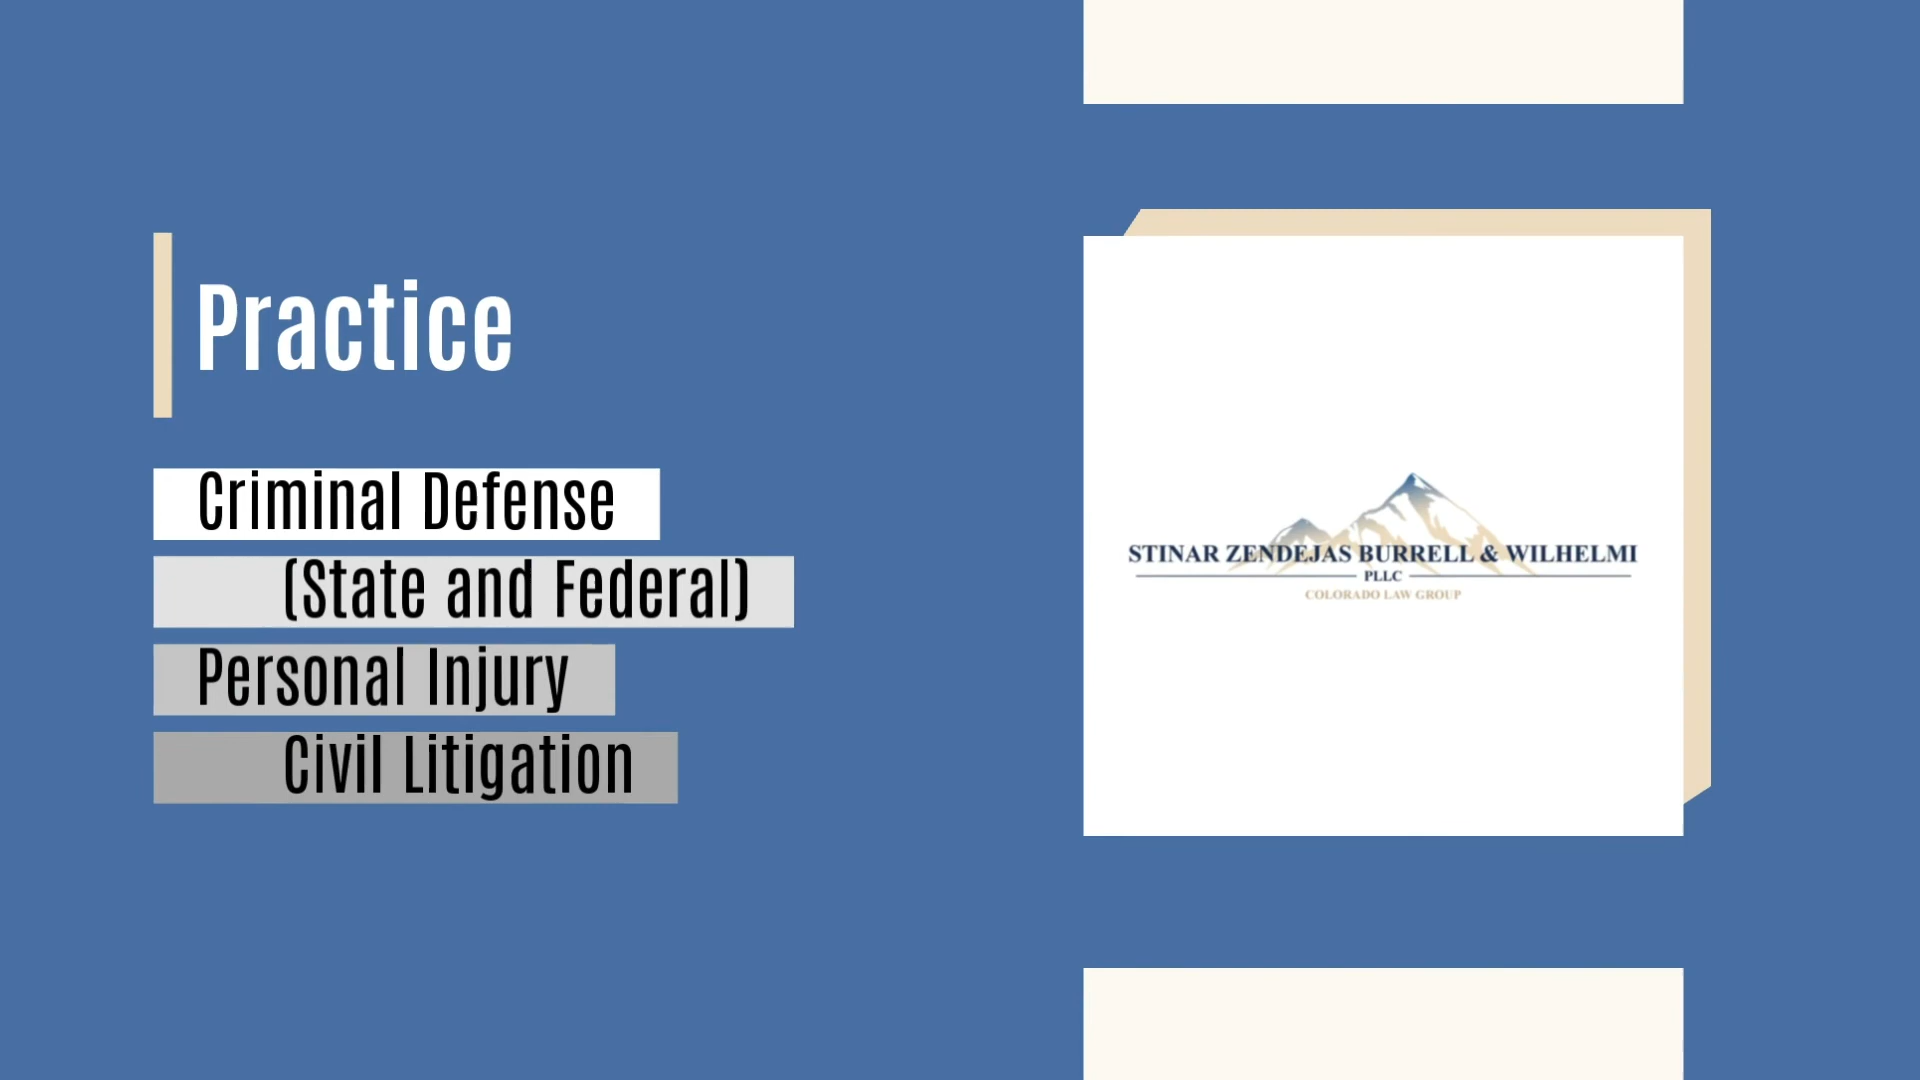 Practice
Criminal Defense
(State and Federal)
Personal Injury
Civil Litigation
STINAR ZENDEJAS BURRELL & WILHELMI
PLLC
COLORADO LAW GROUP